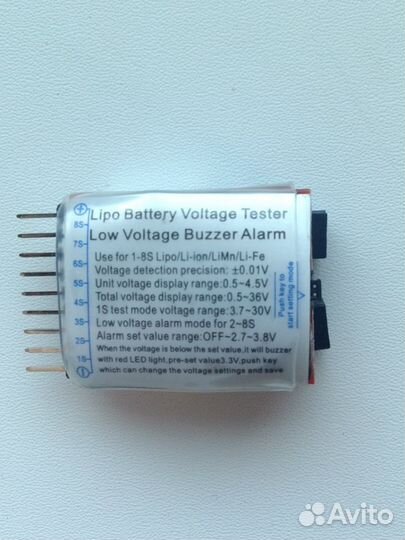 Lipo Battery Voltage Tester
Low Voltage Buzzer Alarm
Use for 1-8S Lipo/Li-ion/LiMn/Li-Fe
Voltage detection precision: ±0.01V
Unit voltage display range: 0.5~4.5V
Total voltage display range: 0.5~36V
1S test mode voltage range: 3.7~30V
Low voltage alarm mode for 2~8S
Alarm set value range:OFF~2.7~3.8V
When the voltage is below the set value,it will buzzer
with red LED light, pre-set value3.3V,push key
which can change the voltage settings and save
8S
7S
6S
5S
4S
3S
2S
1S
Push key to
start setting mode
Avito